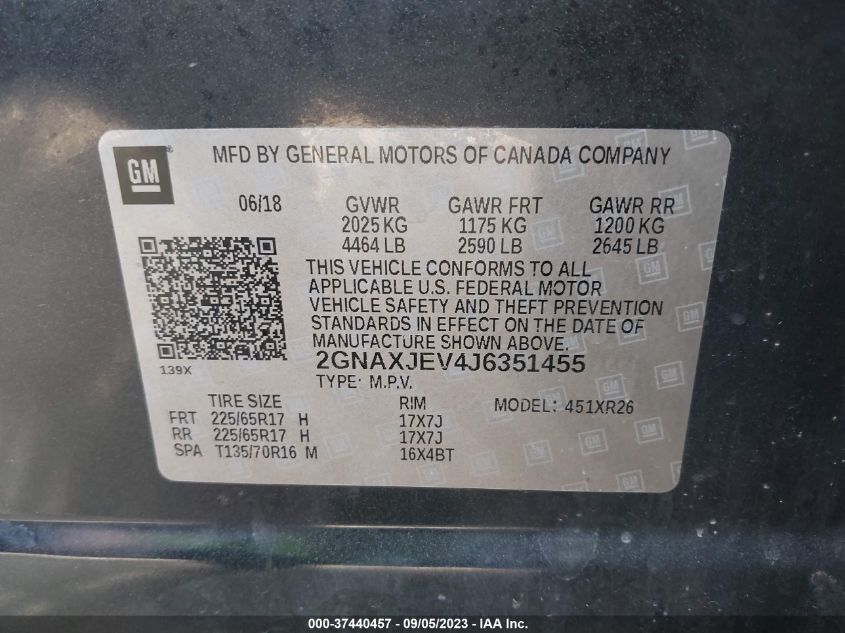 GM
MFD BY GENERAL MOTORS OF CANADA COMPANY
06/18 GVWR GAWR FRT GAWR RR
2025 KG 1175 KG 1200 KG
4464 LB 2590 LB 2645 LB
THIS VEHICLE CONFORMS TO ALL
APPLICABLE U.S. FEDERAL MOTOR
VEHICLE SAFETY AND THEFT PREVENTION
STANDARDS IN EFFECT ON THE DATE OF
MANUFACTURE SHOWN ABOVE.
139X
2GNAXJEV4J6351455
TYPE: M.P.V.
TIRE SIZE RIM MODEL: 451XR26
FRT 225/65R17 H 17X7J
RR 225/65R17 H 17X7J
SPA T135/70R16 M 16X4BT
000-37440457 - 09/05/2023 - IAAI.com.